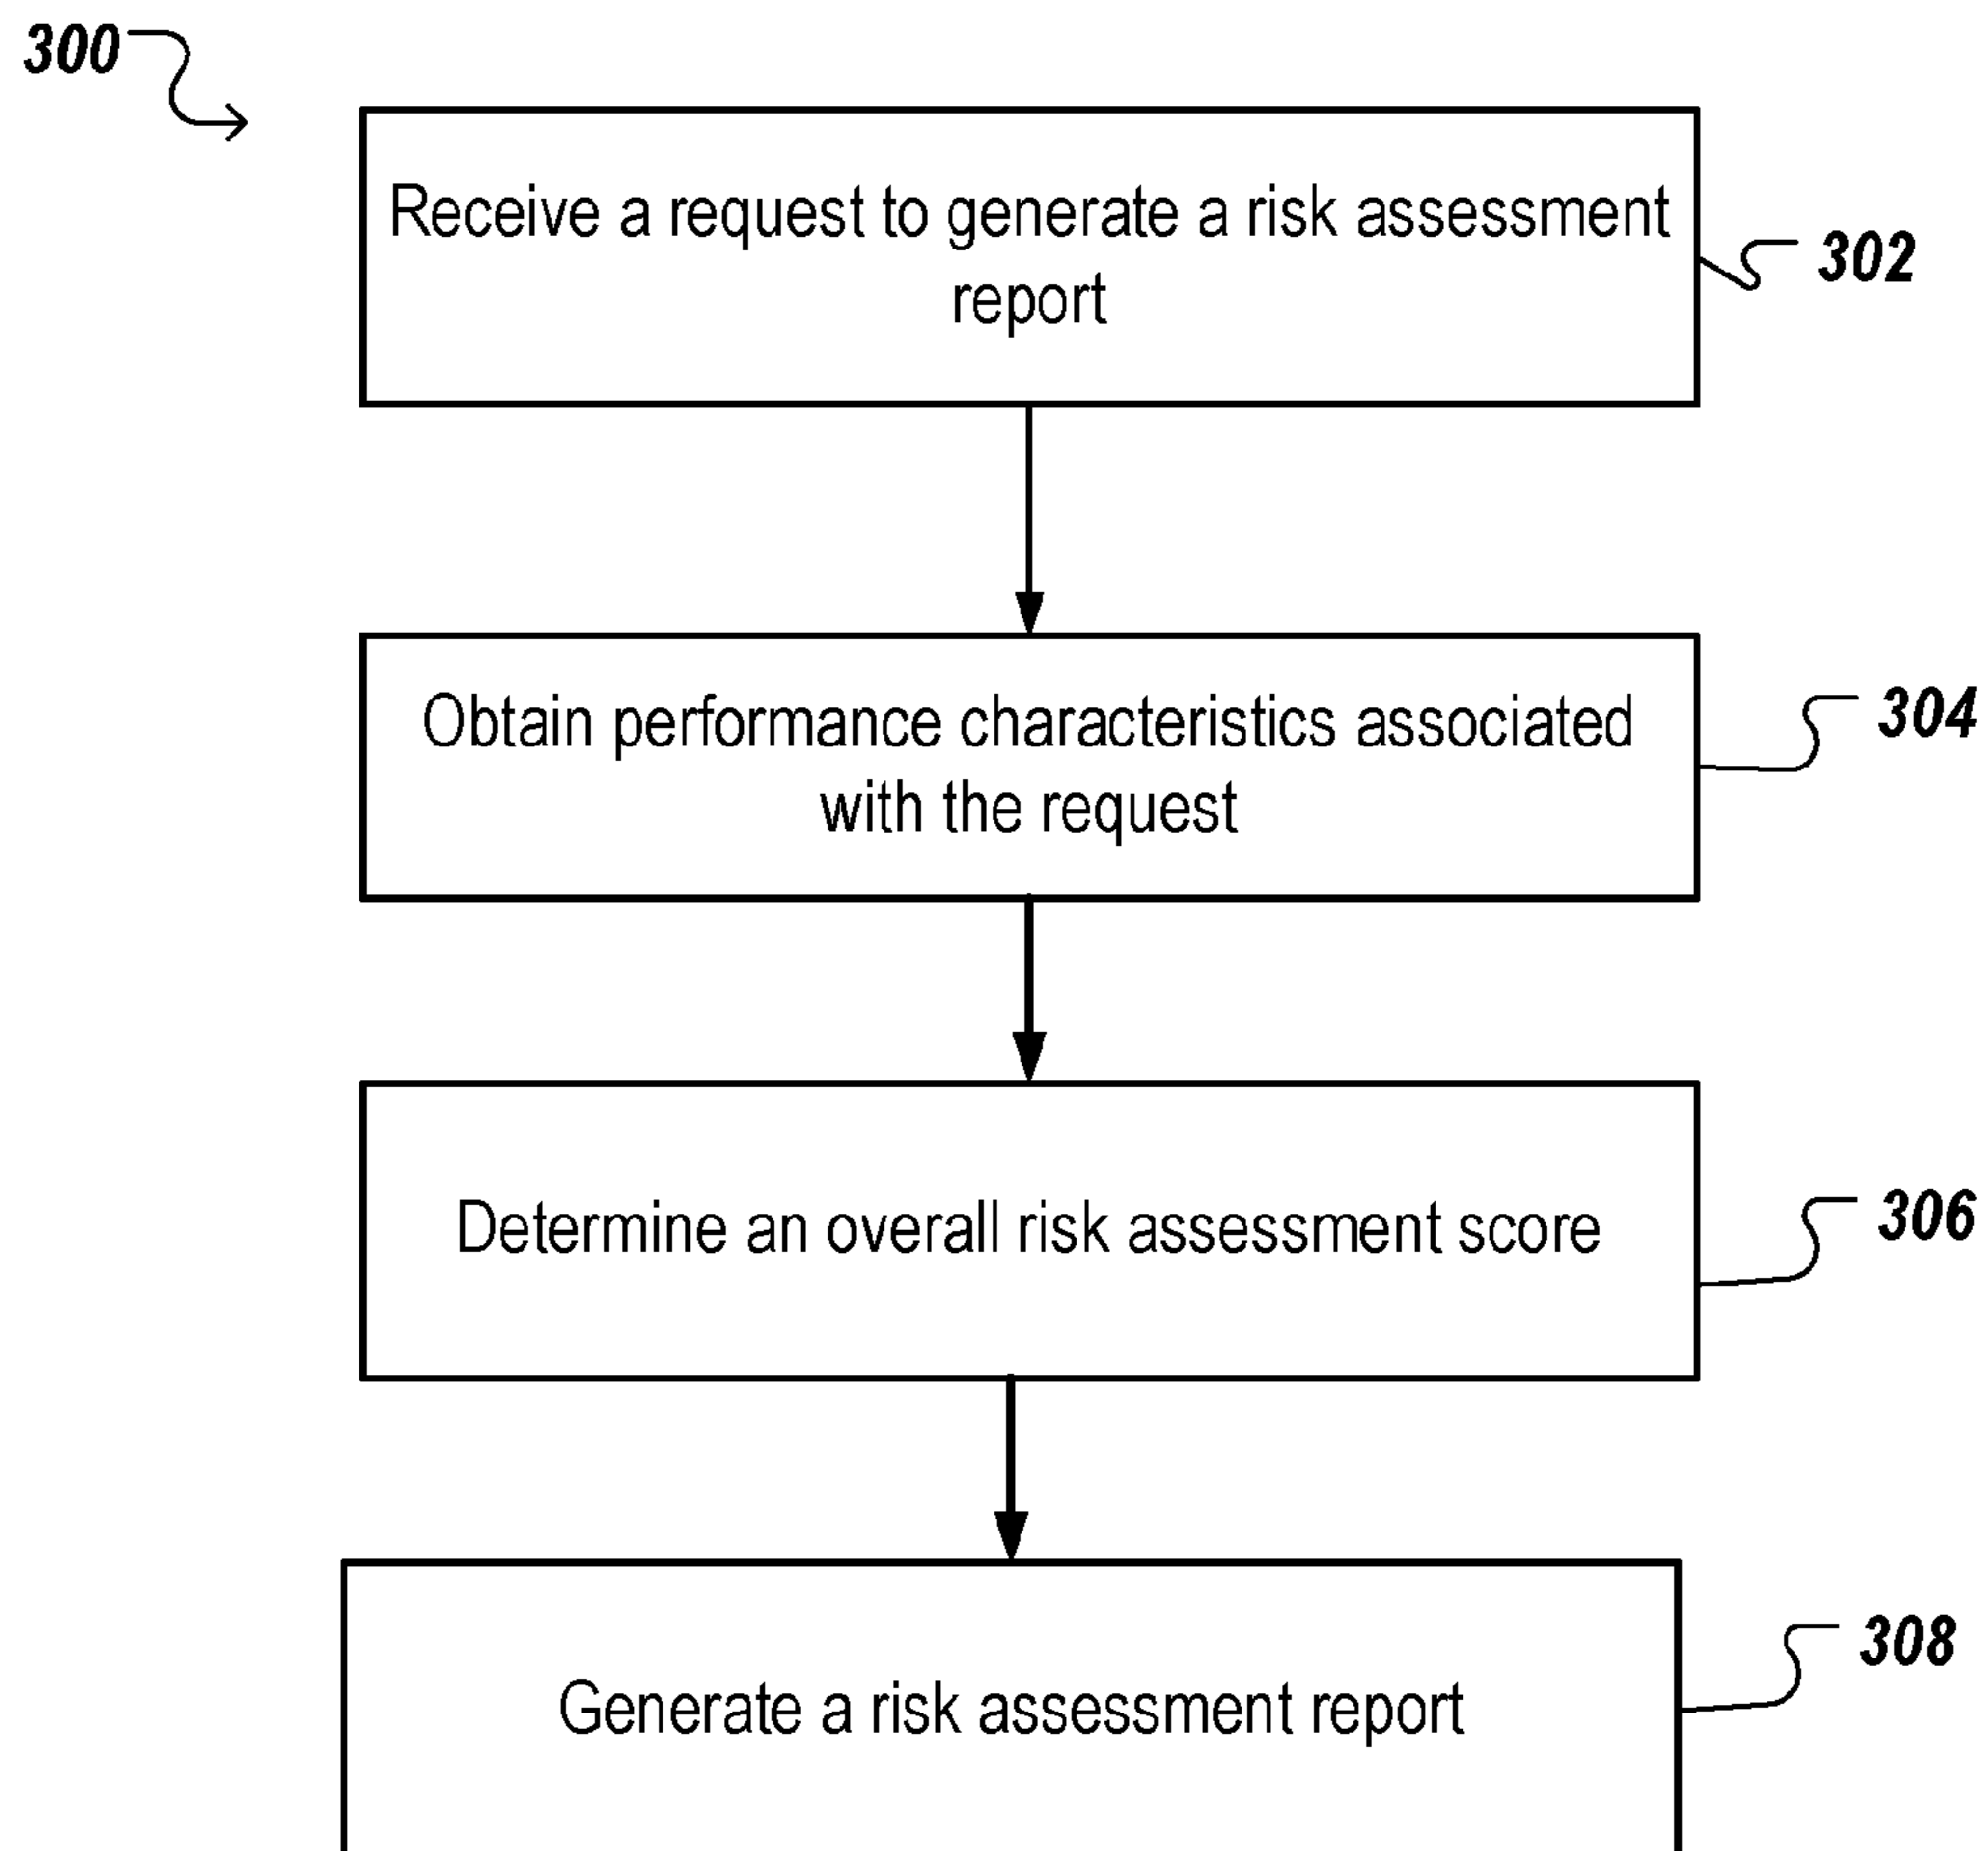 300
Receive a request to generate a risk assessment
report
302
Obtain performance characteristics associated
with the request
304
Determine an overall risk assessment score
306
Generate a risk assessment report
308